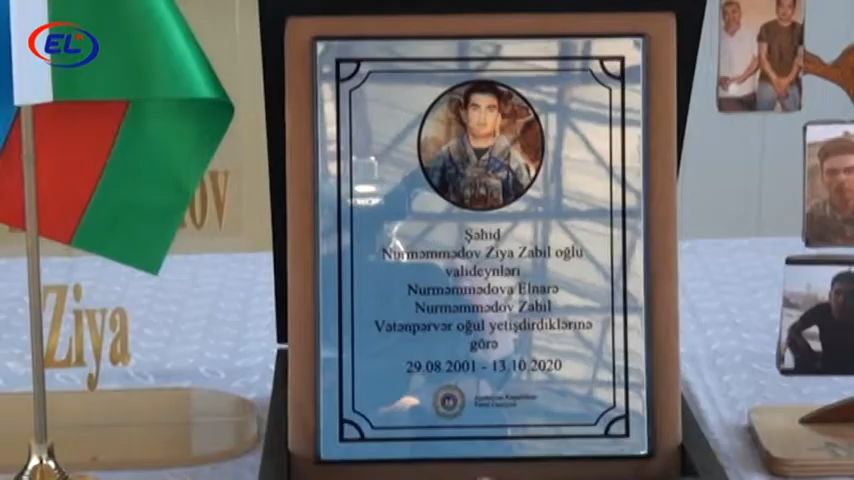 EL
Şəhid
Nurməmmədov Ziya Zabil oğlu
valideynləri
Nurməmmədova Elnarə
Nurməmmədov Zabil
Vətənpərvər oğul yetişdirdiklərinə
görə
29.08.2001 - 13.10.2020
Ziya